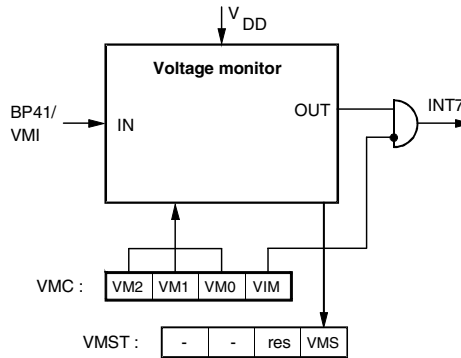 V
DD
Voltage monitor
BP41/
VMI
IN
OUT
INT7
VMC :
VM2 VM1 VM0 VIM
VMST :
- - res VMS